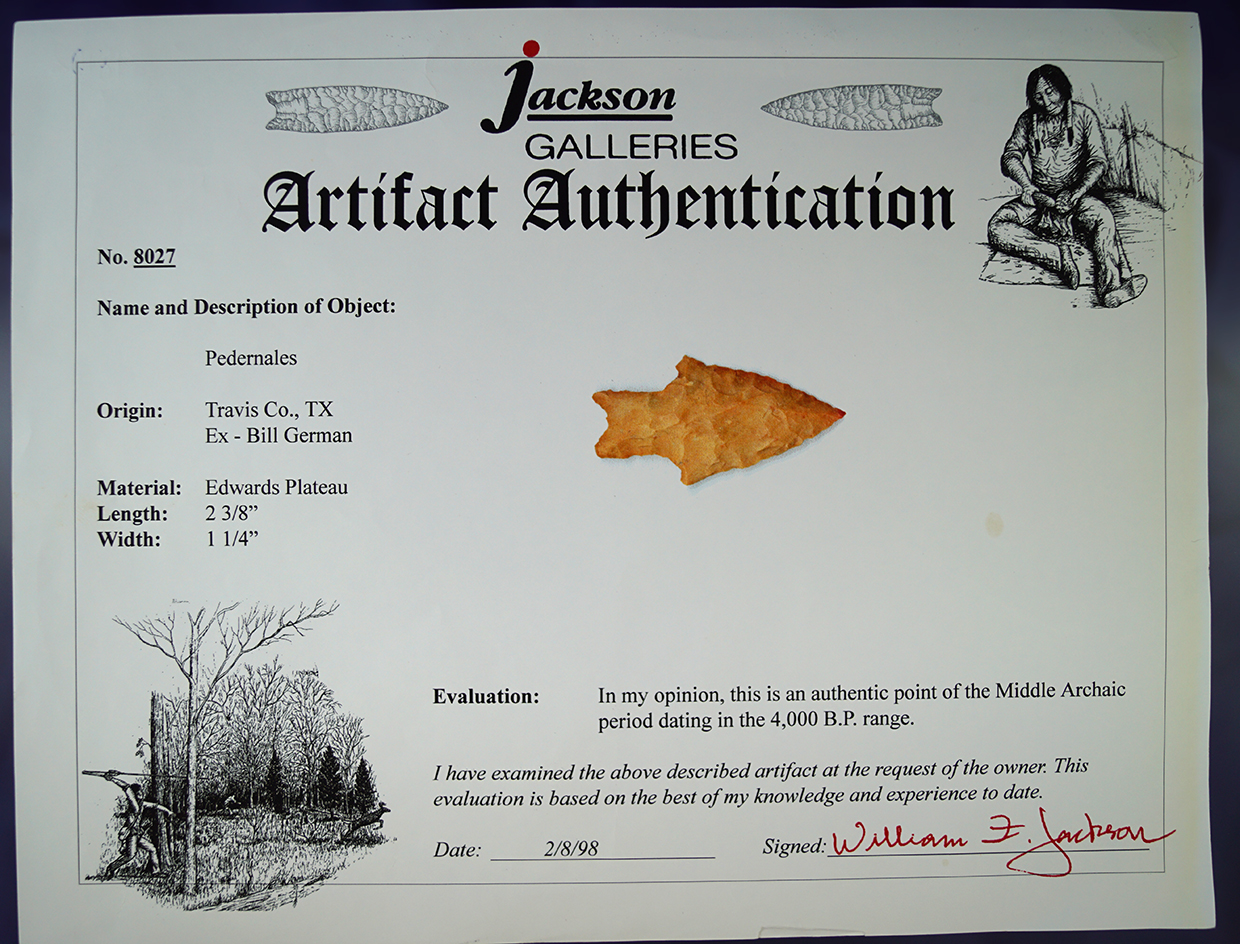 Jackson
GALLERIES
Artifact Authentication
No. 8027
Name and Description of Object:
Pedernales
Origin: Travis Co., TX
Ex - Bill German
Material: Edwards Plateau
Length: 2 3/8”
Width: 1 1/4”
Evaluation: In my opinion, this is an authentic point of the Middle Archaic
period dating in the 4,000 B.P. range.
I have examined the above described artifact at the request of the owner. This
evaluation is based on the best of my knowledge and experience to date.
Date: 2/8/98 Signed: William F. Jackson